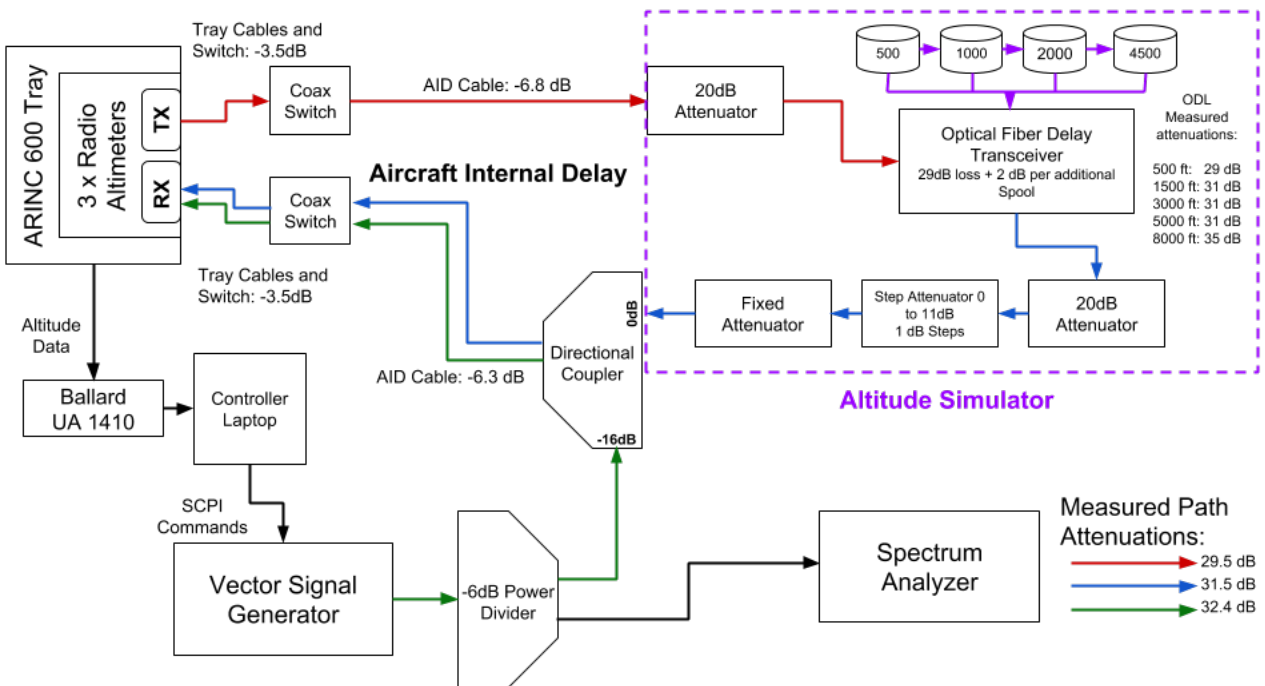 Tray Cables and
Switch: -3.5dB
ARINC 600 Tray
3 x Radio
Altimeters
TX
RX
Coax
Switch
AID Cable: -6.8 dB
20dB
Attenuator
500
1000
2000
4500
Optical Fiber Delay
Transceiver
29dB loss + 2 dB per additional
Spool
ODL
Measured
attenuations:
500 ft: 29 dB
1500 ft: 31 dB
3000 ft: 31 dB
5000 ft: 31 dB
8000 ft: 35 dB
Aircraft Internal Delay
Coax
Switch
Tray Cables and
Switch: -3.5dB
0dB
Directional
Coupler
-16dB
AID Cable: -6.3 dB
Fixed
Attenuator
Step Attenuator 0
to 11dB
1 dB Steps
20dB
Attenuator
Altitude Simulator
Altitude
Data
Ballard
UA 1410
Controller
Laptop
SCPI
Commands
Vector Signal
Generator
-6dB Power
Divider
Spectrum
Analyzer
Measured Path
Attenuations:
29.5 dB
31.5 dB
32.4 dB